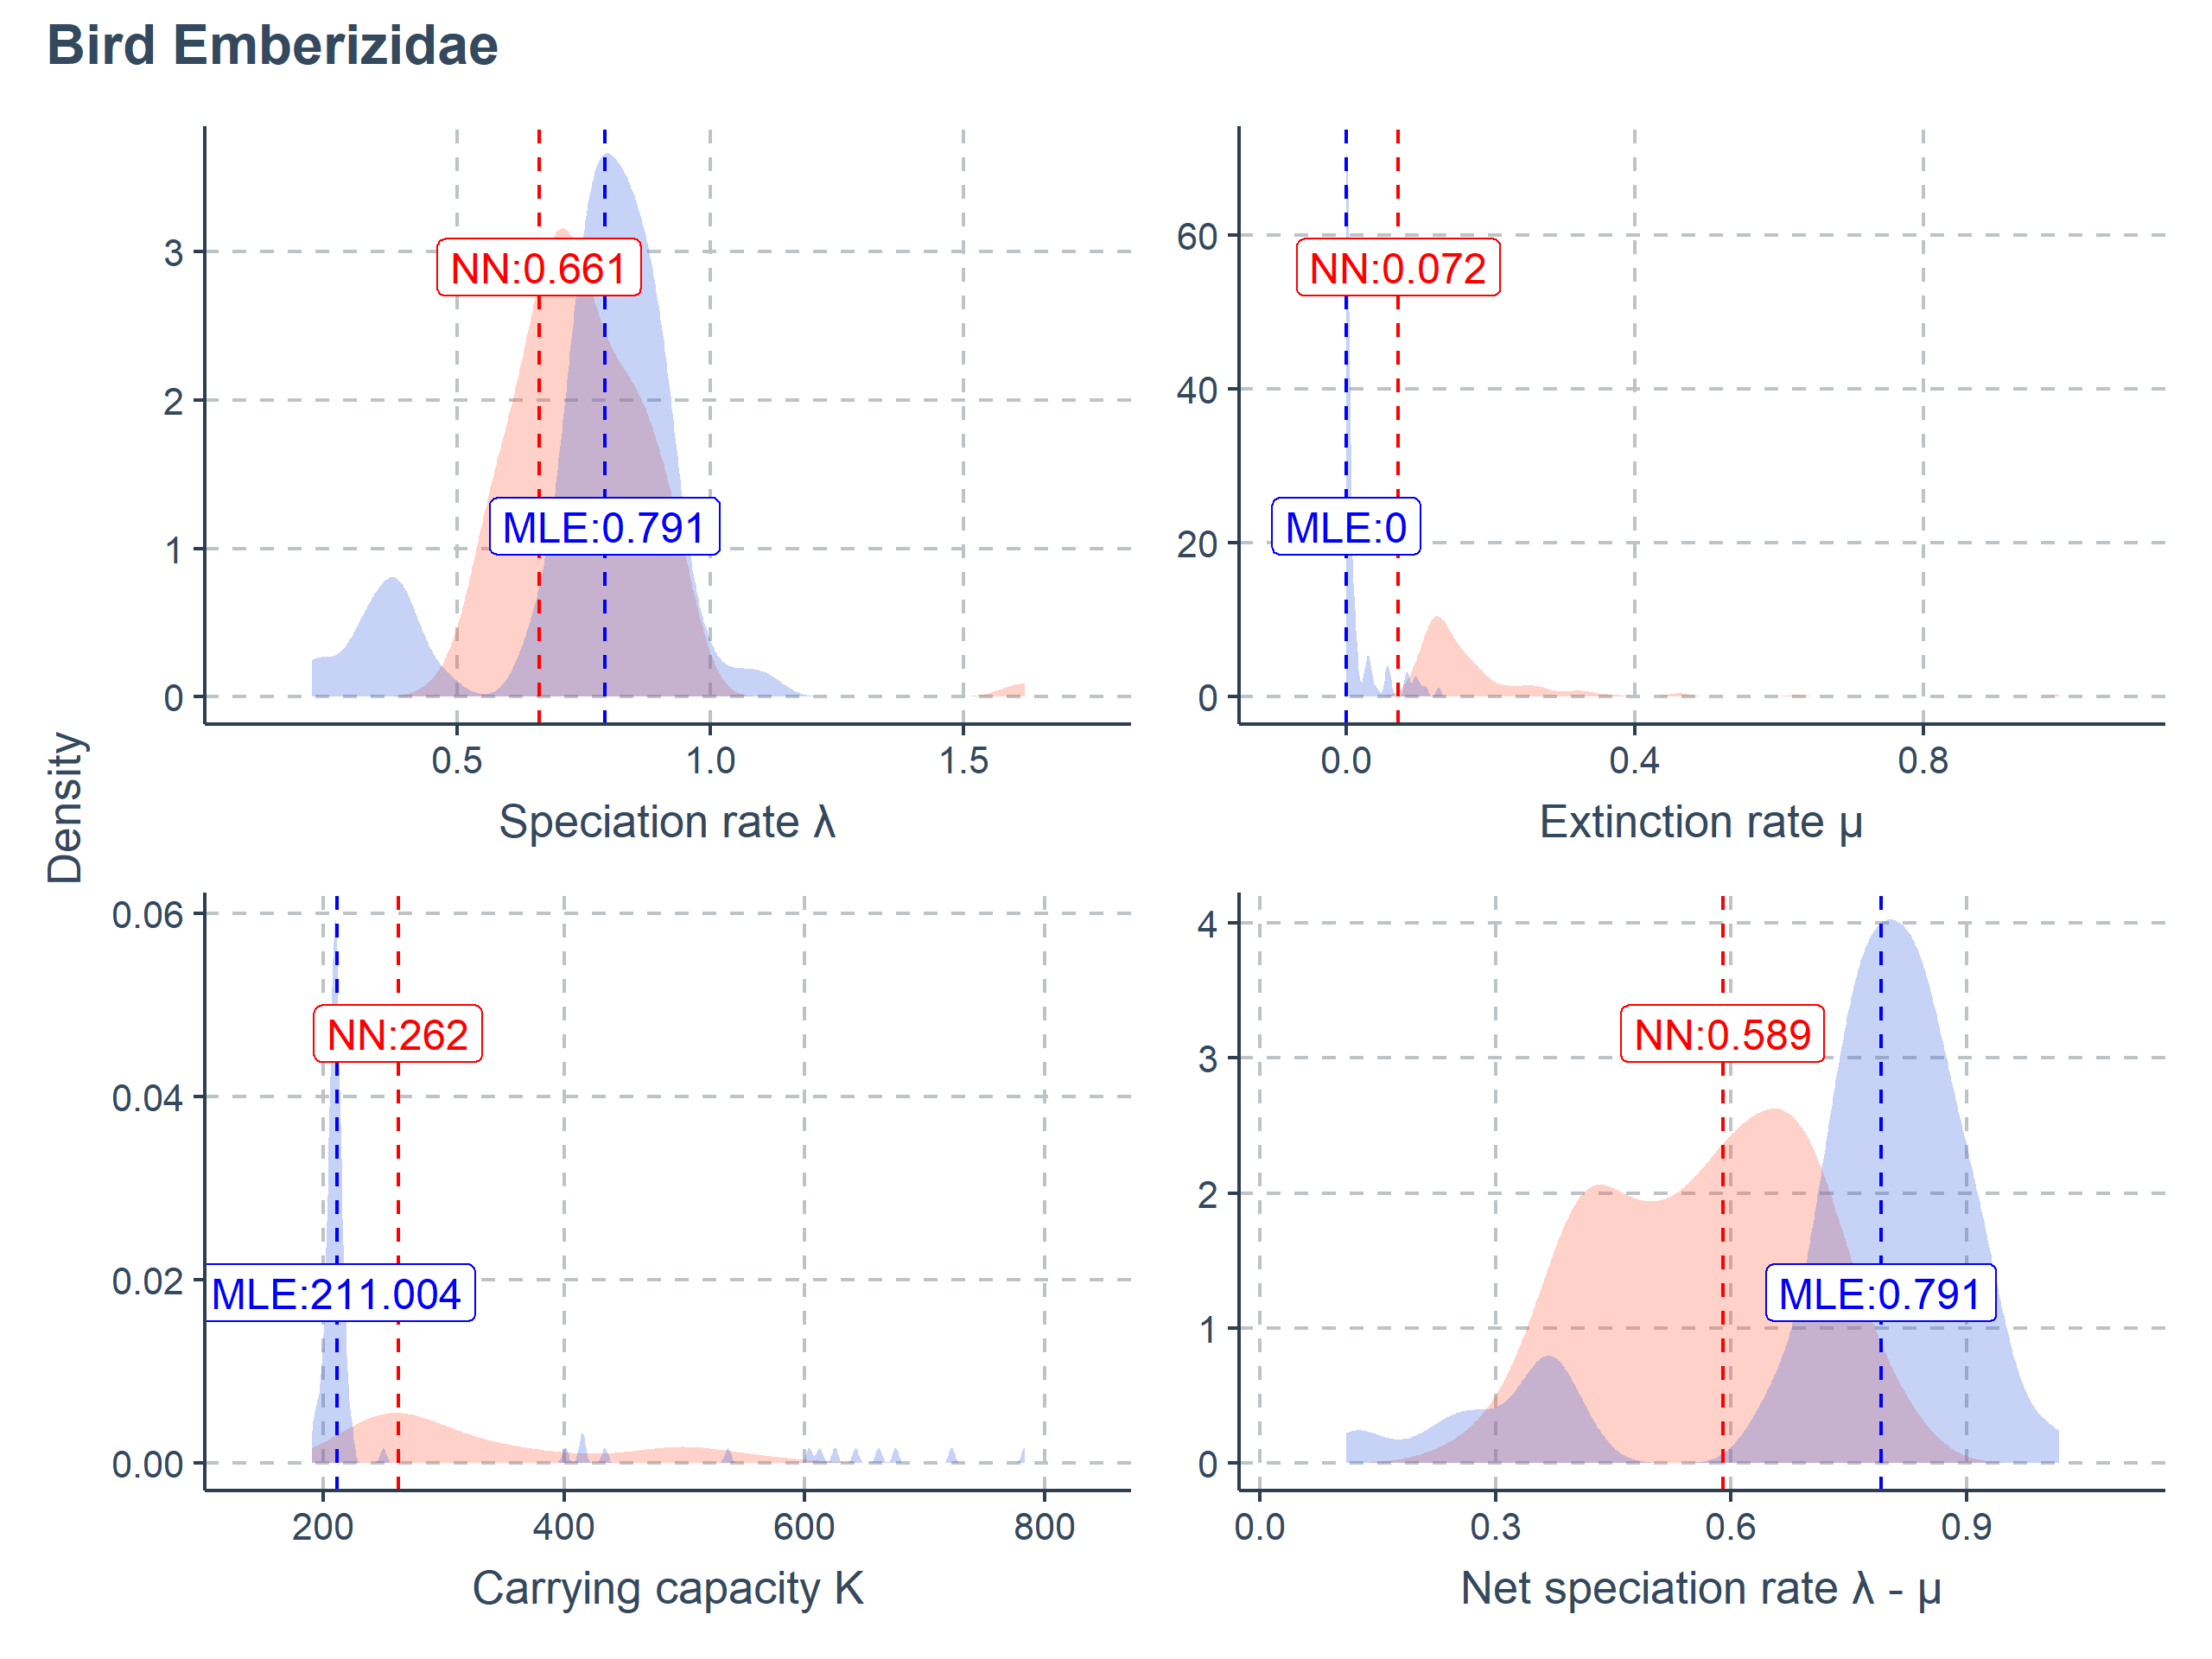 Bird Emberizidae
Density
3
2
1
0
NN:0.661
MLE:0.791
0.5 1.0 1.5
Speciation rate λ
60
40
20
0
NN:0.072
MLE:0
0.0 0.4 0.8
Extinction rate μ
0.06
0.04
0.02
0.00
NN:262
MLE:211.004
200 400 600 800
Carrying capacity K
4
3
2
1
0
NN:0.589
MLE:0.791
0.0 0.3 0.6 0.9
Net speciation rate λ - μ